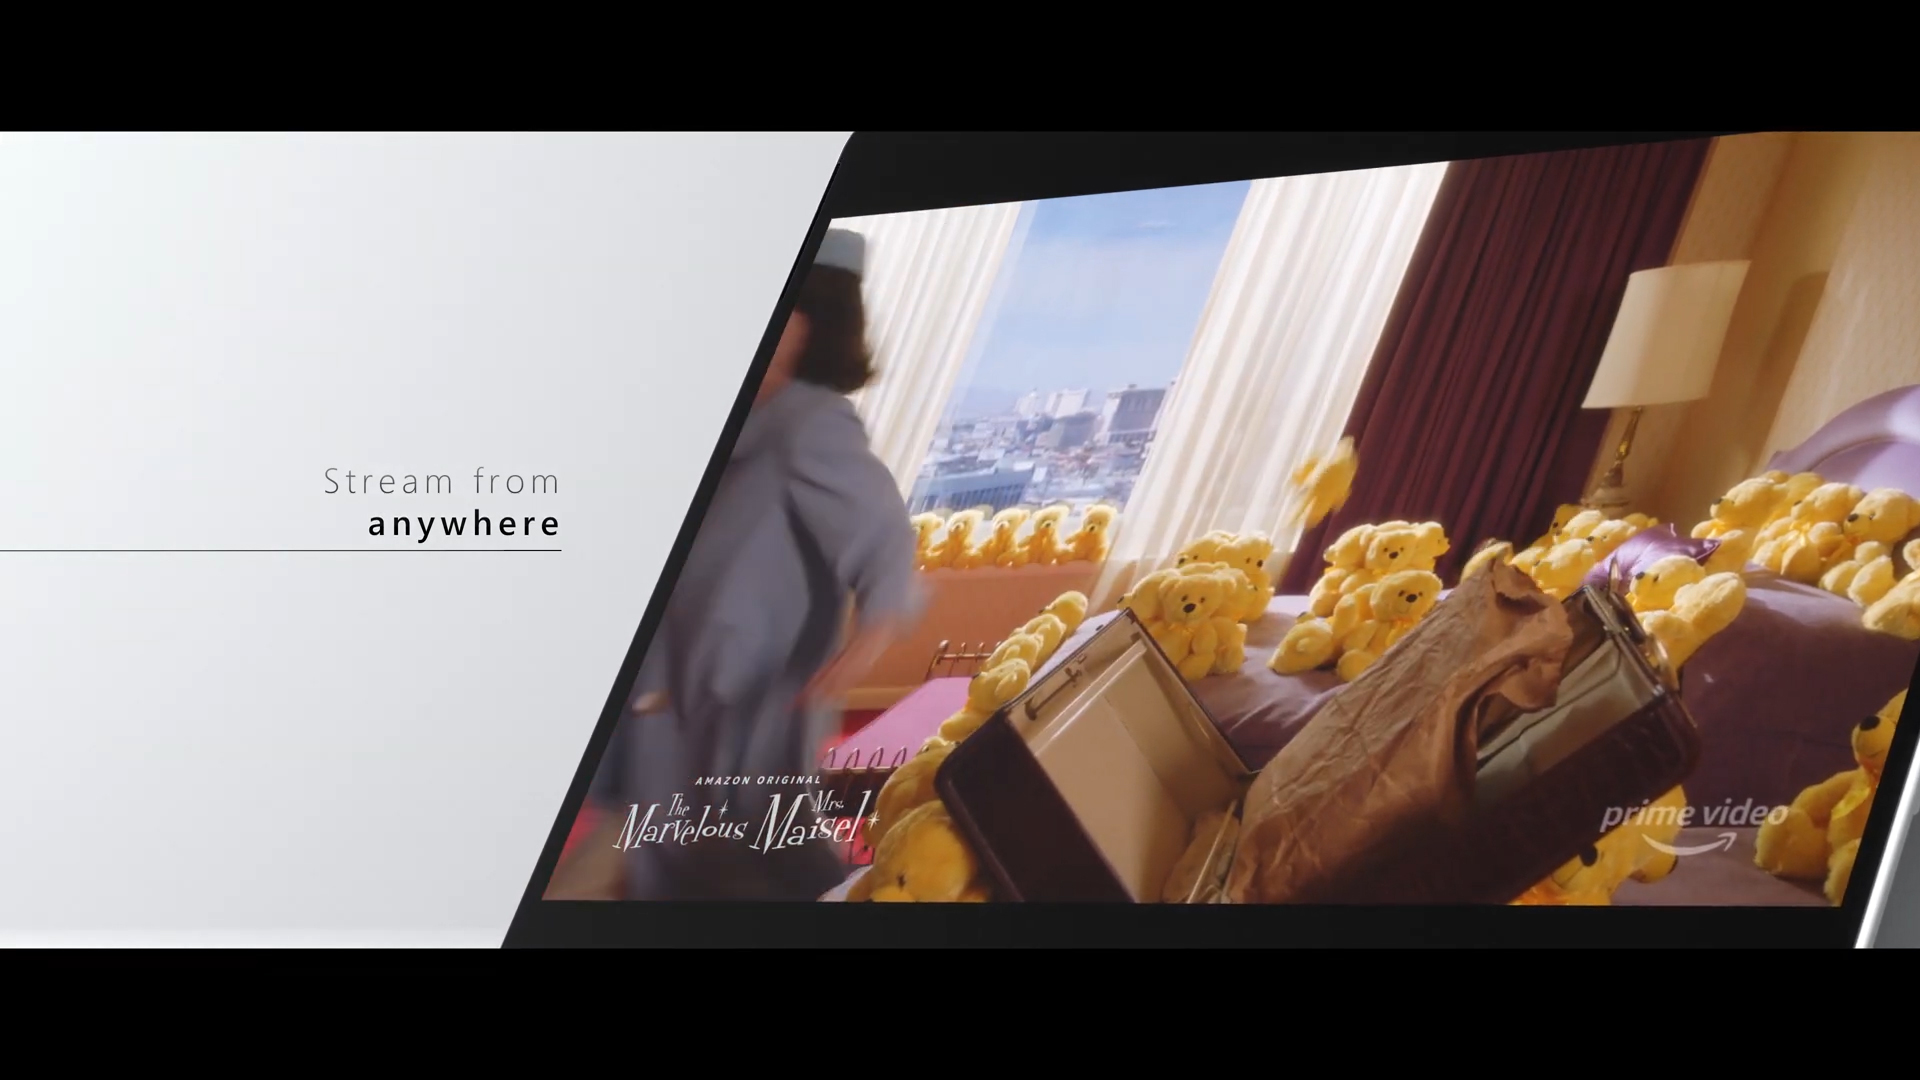 Stream from
anywhere
AMAZON ORIGINAL
The Marvelous Mrs. Maisel
prime video